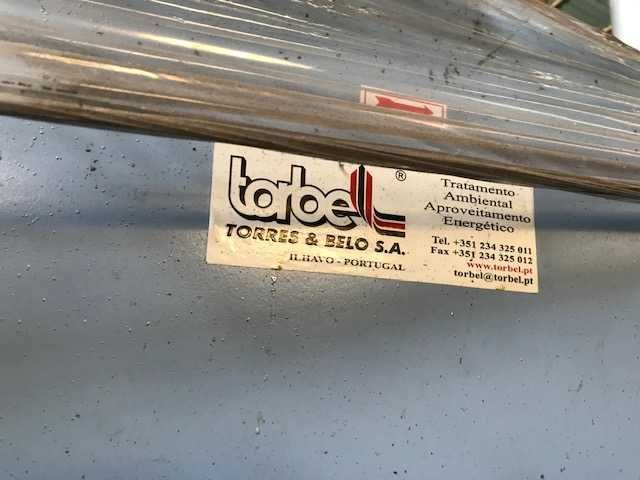 torbel®
TORRES & BELO S.A.
ILHAVO - PORTUGAL
Tratamento
Ambiental
Aproveitamento
Energético
Tel. +351 234 325 011
Fax +351 234 325 012
www.torbel.pt
torbel@torbel.pt